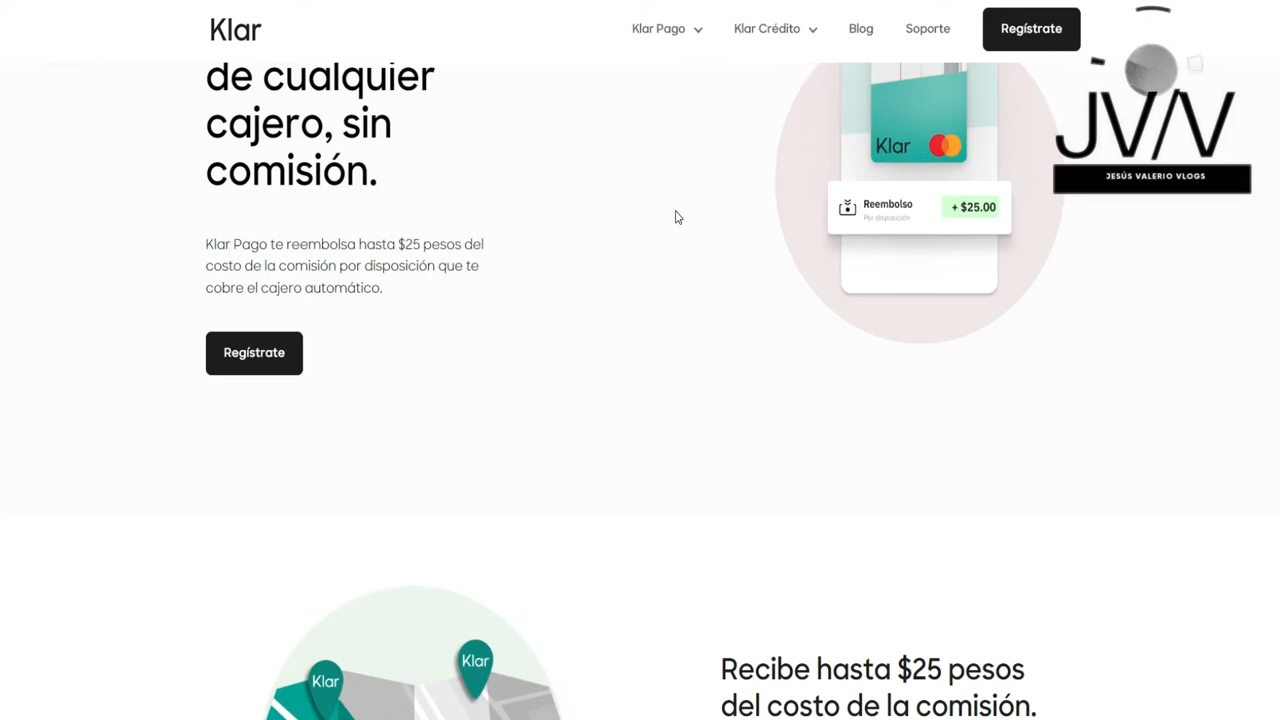 Klar
Klar Pago
Klar Crédito
Blog
Soporte
Regístrate
de cualquier
cajero, sin
comisión.
Klar Pago te reembolsa hasta $25 pesos del
costo de la comisión por disposición que te
cobre el cajero automático.
Regístrate
Klar
Reembolso
+ $25.00
Por disposición
JV/V
JESÚS VALERIO VLOGS
Klar
Klar
Recibe hasta $25 pesos
del costo de la comisión.